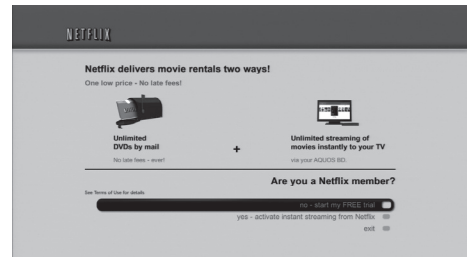 NETFLIX
Netflix delivers movie rentals two ways!
One low price - No late fees!
Unlimited
DVDs by mail
No late fees - ever!
+
Unlimited streaming of
movies instantly to your TV
via your AQUOS BD.
Are you a Netflix member?
See Terms of Use for details
no - start my FREE trial
yes - activate instant streaming from Netflix
exit